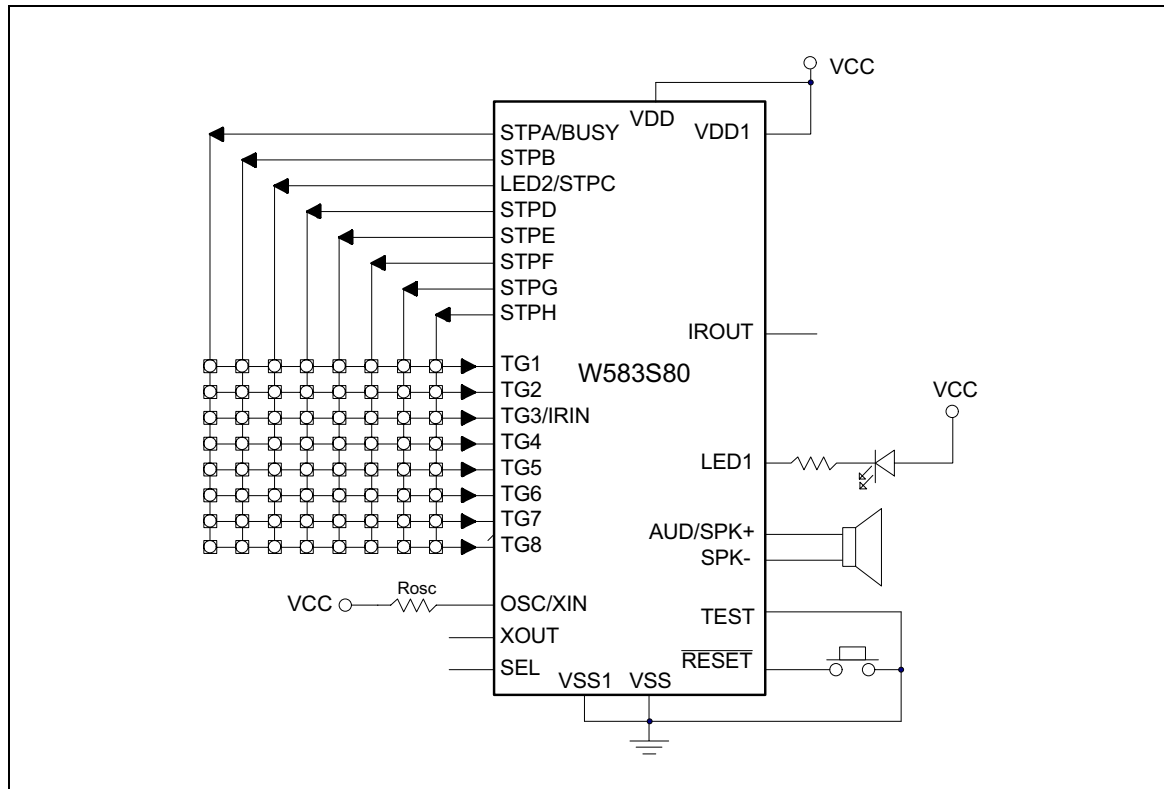 VCC
VDD
VDD1
STPA/BUSY
STPB
LED2/STPC
STPD
STPE
STPF
STPG
STPH
IROUT
TG1
TG2
TG3/IRIN
TG4
TG5
TG6
TG7
TG8
W583S80
VCC
LED1
AUD/SPK+
SPK-
VCC
Rosc
OSC/XIN
XOUT
SEL
TEST
RESET
VSS1
VSS